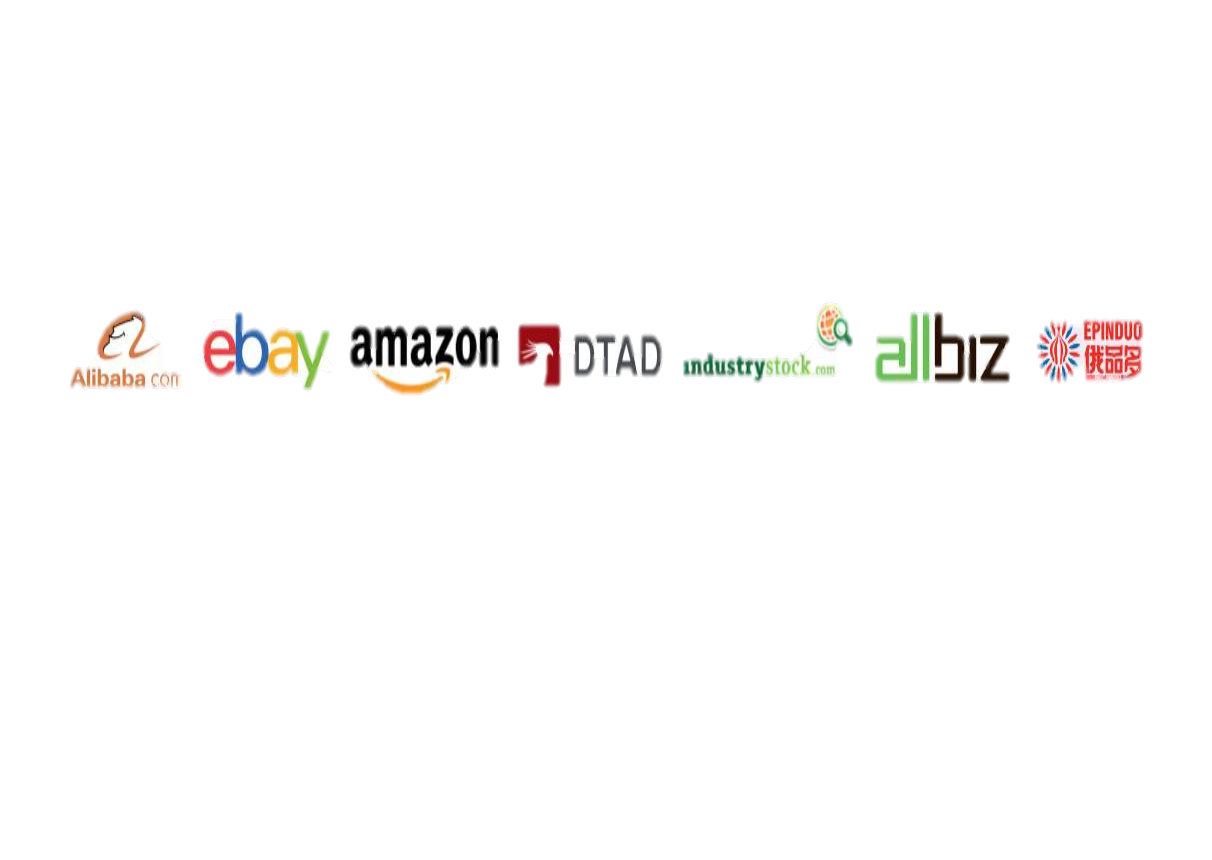 Alibaba.com
ebay
amazon
DTAD
industrystock.com
allbiz
EPINDUO
俄品多